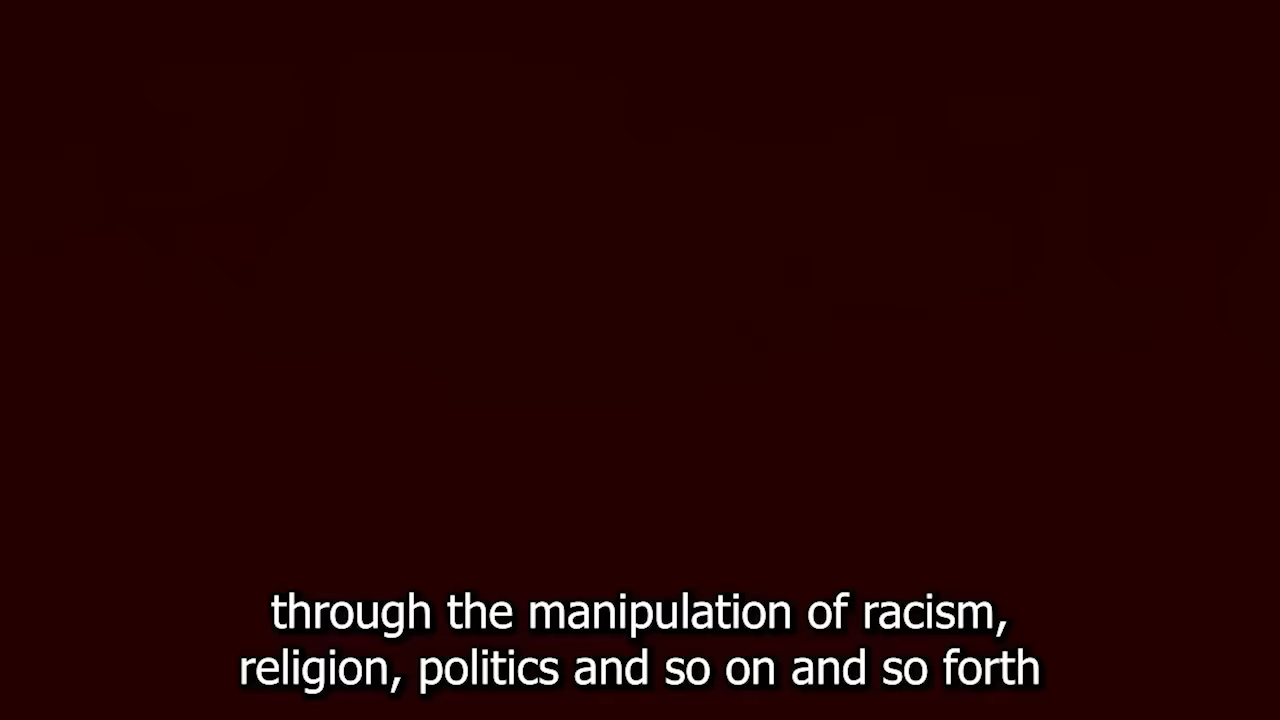 through the manipulation of racism,
religion, politics and so on and so forth